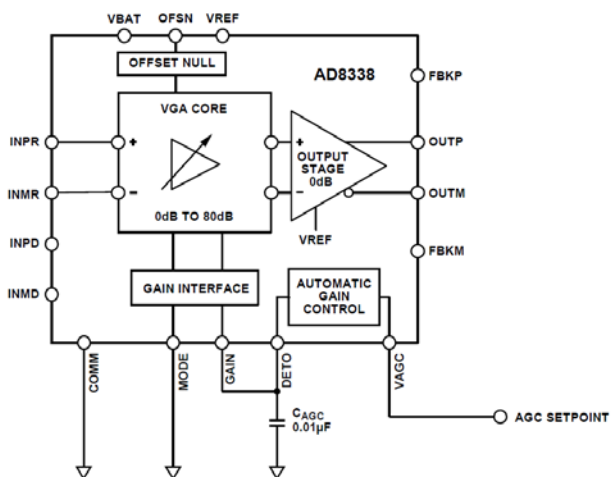 VBAT OFSN VREF
OFFSET NULL
AD8338
FBKP
VGA CORE
INPR
+
+
OUTP
OUTPUT
STAGE
0dB
INMR
−
−
OUTM
0dB TO 80dB
VREF
INPD
FBKM
GAIN INTERFACE
AUTOMATIC
GAIN
CONTROL
INMD
COMM
MODE
GAIN
DETO
VAGC
CAGC
0.01µF
AGC SETPOINT